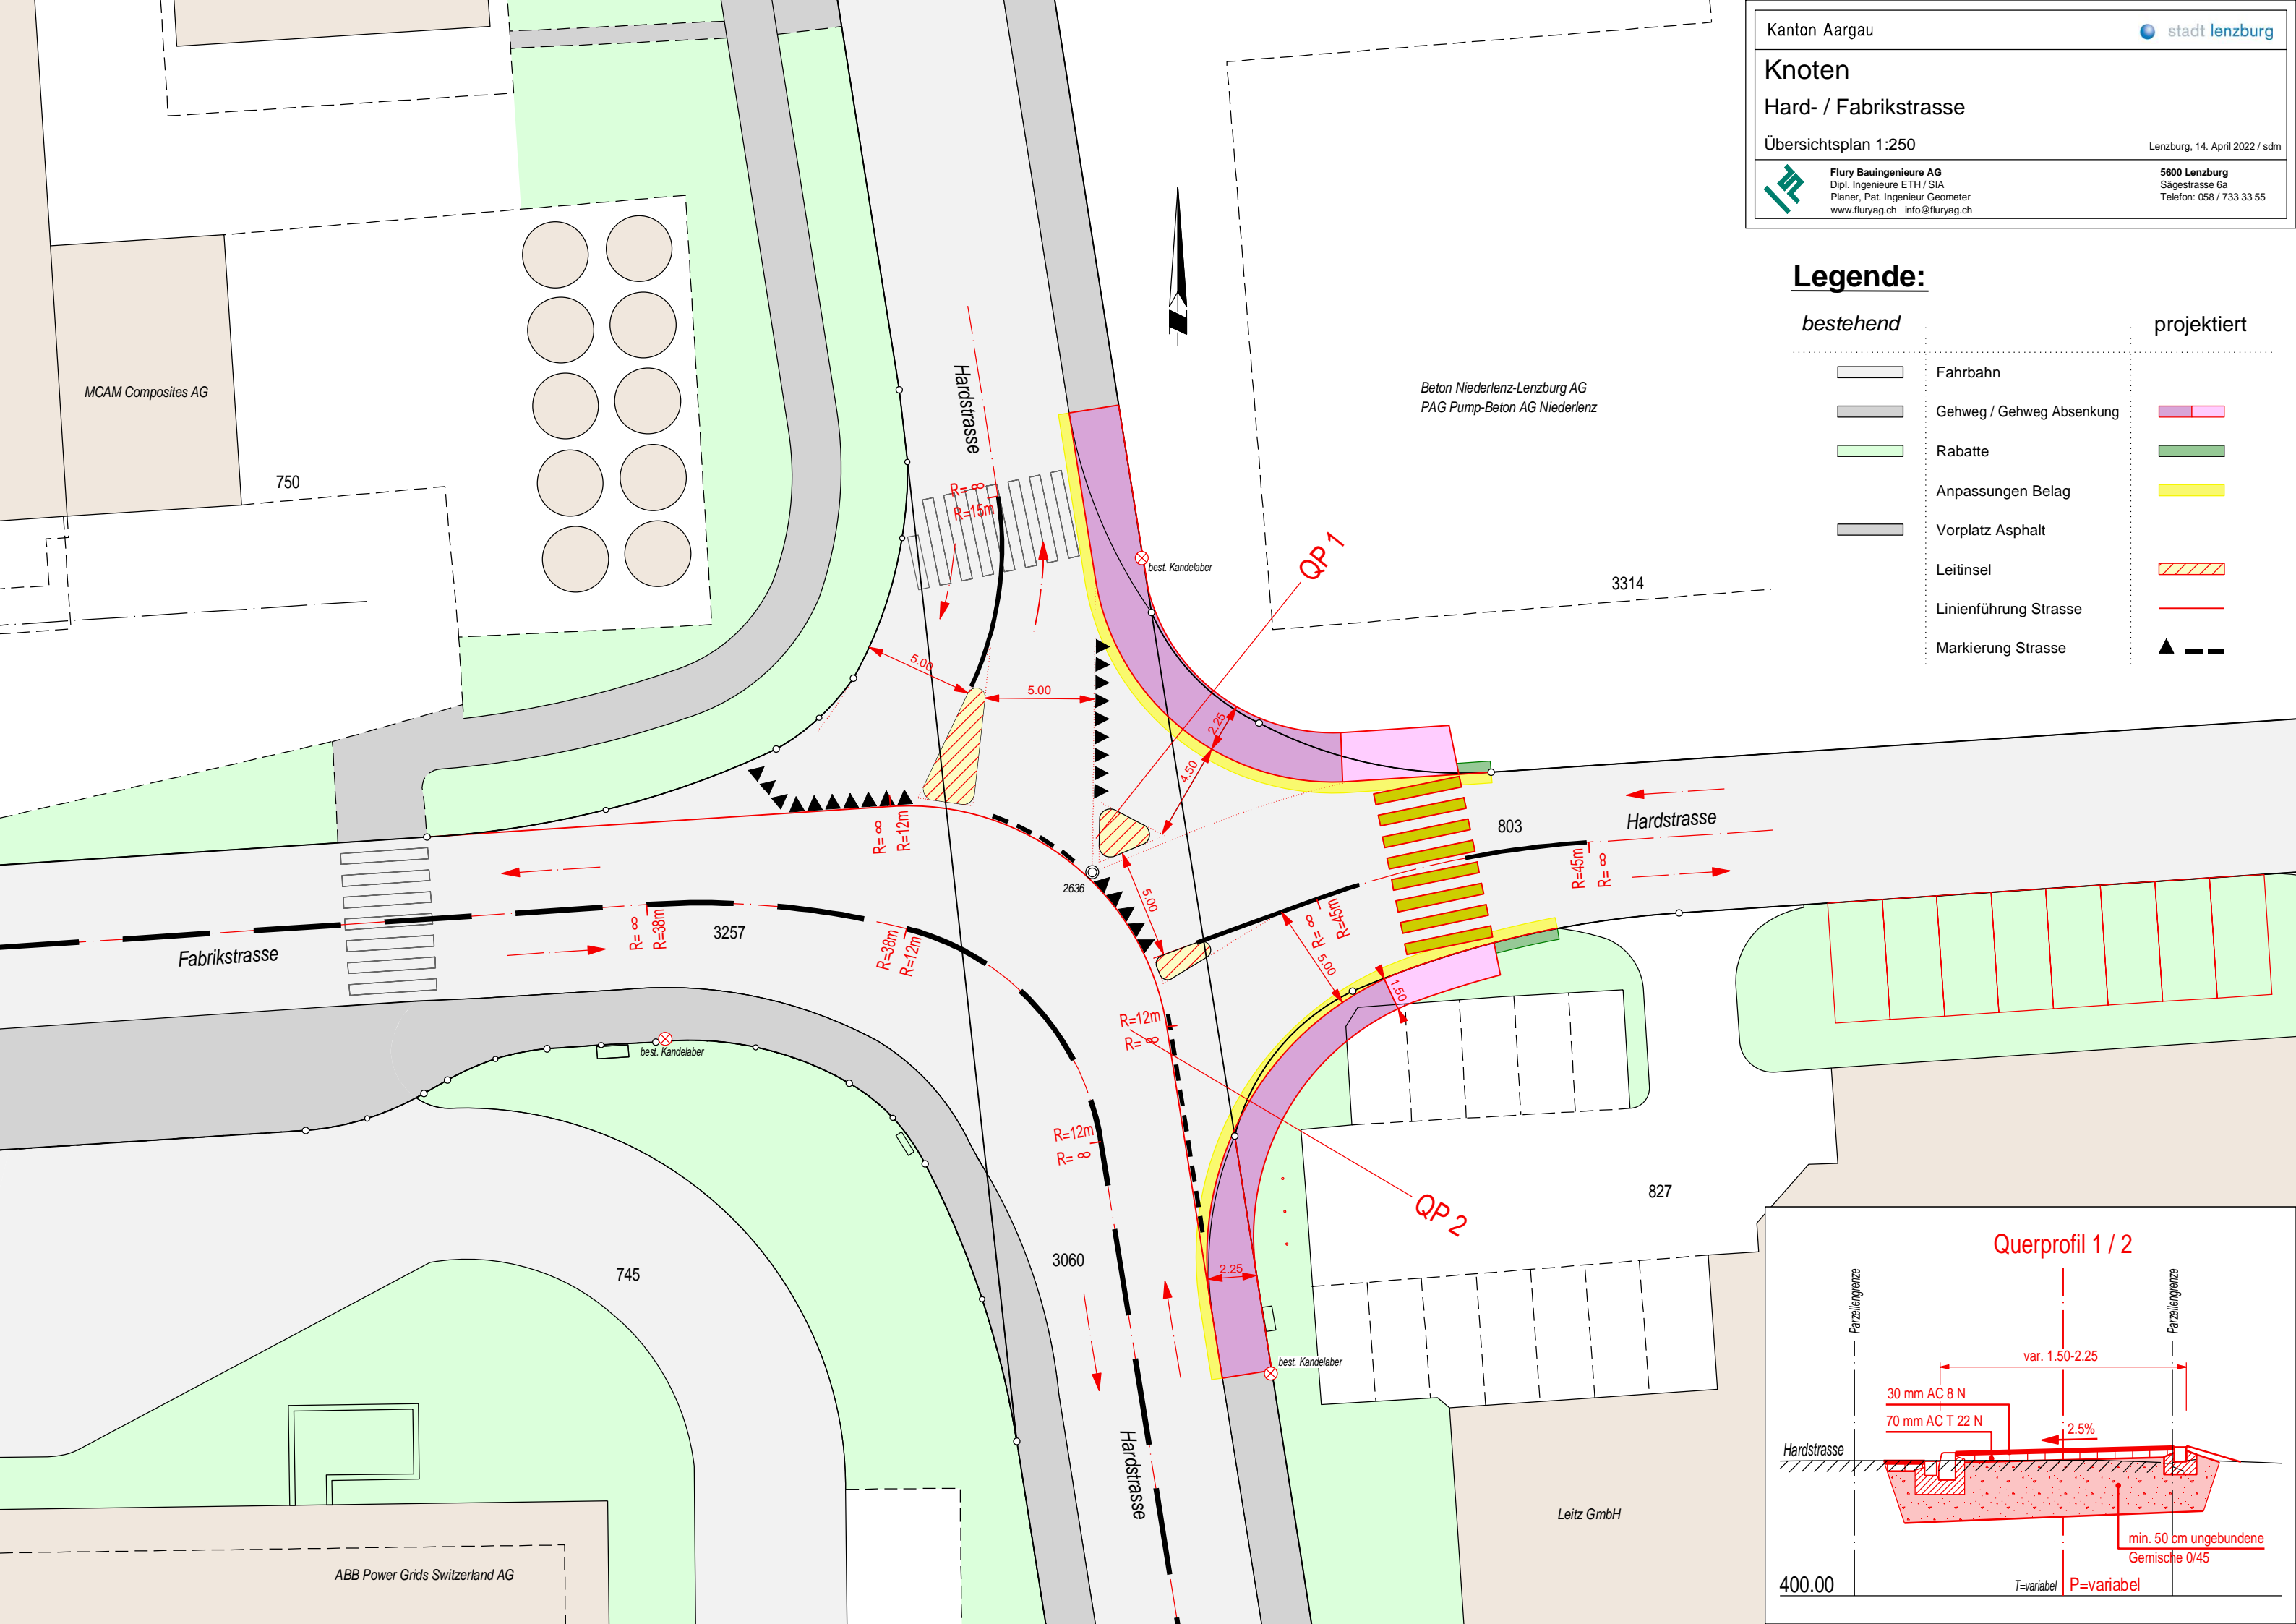 Kanton Aargau
stadt lenzburg
Knoten
Hard- / Fabrikstrasse
Übersichtsplan 1:250
Lenzburg, 14. April 2022 / sdm
Flury Bauingenieure AG
Dipl. Ingenieure ETH / SIA
Planer, Pat. Ingenieur Geometer
www.fluryag.ch info@fluryag.ch
5600 Lenzburg
Sägestrasse 6a
Telefon: 058 / 733 33 55
Legende:
bestehend
projektiert
Fahrbahn
Gehweg / Gehweg Absenkung
Rabatte
Anpassungen Belag
Vorplatz Asphalt
Leitinsel
Linienführung Strasse
Markierung Strasse
MCAM Composites AG
750
Hardstrasse
R= ∞
R=15m
Beton Niederlenz-Lenzburg AG
PAG Pump-Beton AG Niederlenz
3314
best. Kandelaber
QP 1
5.00
5.00
2.25
4.50
R= ∞
R=12m
2636
5.00
803
Hardstrasse
R=45m
R= ∞
Fabrikstrasse
R= ∞
R=38m
3257
R=38m
R=12m
R= ∞
R=45m
5.00
1.50
R=12m
R= ∞
best. Kandelaber
R=12m
R= ∞
QP 2
827
745
3060
2.25
best. Kandelaber
Hardstrasse
Leitz GmbH
ABB Power Grids Switzerland AG
Querprofil 1 / 2
Parzellengrenze
Parzellengrenze
var. 1.50-2.25
30 mm AC 8 N
70 mm AC T 22 N
2.5%
Hardstrasse
min. 50 cm ungebundene
Gemische 0/45
400.00
T=variabel
P=variabel